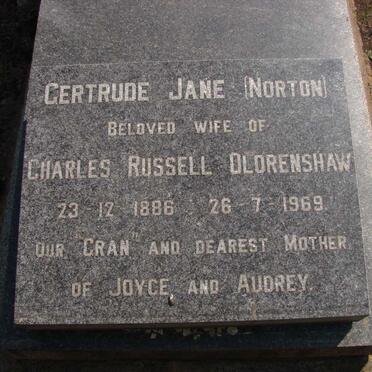 GERTRUDE JANE (NORTON)
BELOVED WIFE OF
CHARLES RUSSELL OLORENSHAW
23-12-1886 - 26-7-1969
OUR "GRAN" AND DEAREST MOTHER
OF JOYCE AND AUDREY.